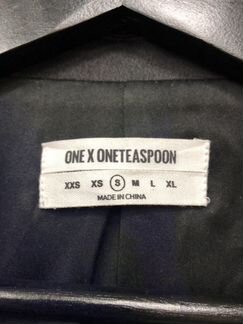 ONE X ONETEASPOON
XXS XS S M L XL
MADE IN CHINA